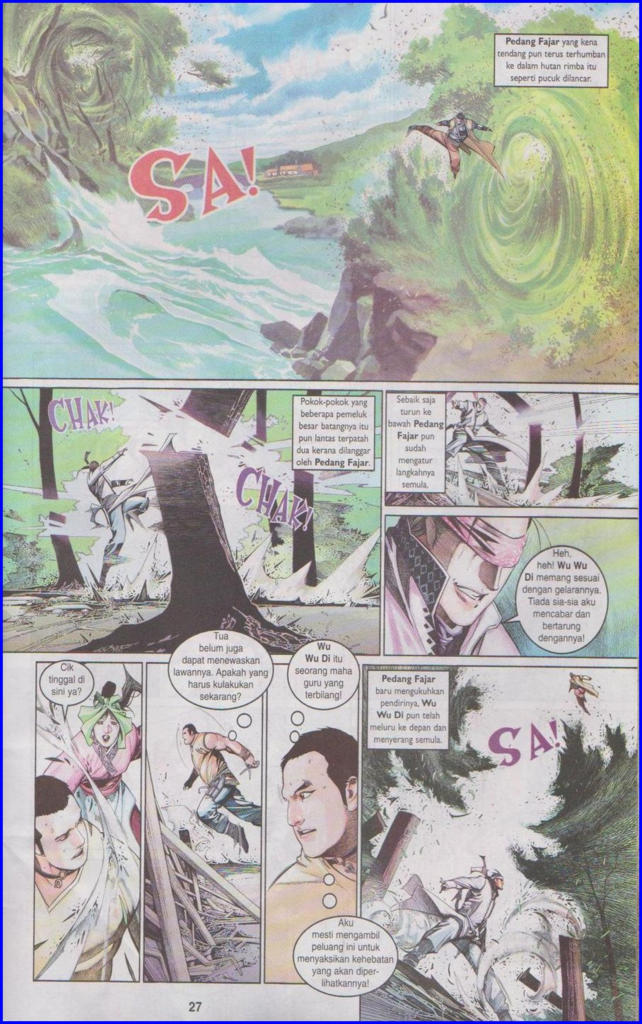 Pedang Fajar yang kena
tendang pun terus terhumban
ke dalam hutan rimba itu
seperti pucuk dilancar.
SA!
CHAK!
CHAK!
Pokok-pokok yang
beberapa pemeluk
besar batangnya itu
pun lantas terpatah
dua kerana dilanggar
oleh Pedang Fajar.
Sebaik saja
turun ke
bawah Pedang
Fajar pun
sudah
mengatur
langkahnya
semula.
Heh,
heh! Wu Wu
Di memang sesuai
dengan gelarannya.
Tiada sia-sia aku
mencabar dan
bertarung
dengannya!
Cik
tinggal di
sini ya?
Tua
belum juga
dapat menewaskan
lawannya. Apakah yang
harus kulakukan
sekarang?
Wu
Wu Di itu
seorang maha
guru yang
terbilang!
Aku
mesti mengambil
peluang ini untuk
menyaksikan kehebatan
yang akan diper-
lihatkannya!
Pedang Fajar
baru mengukuhkan
pendirinya, Wu
Wu Di pun telah
meluru ke depan dan
menyerang semula.
SA!
27